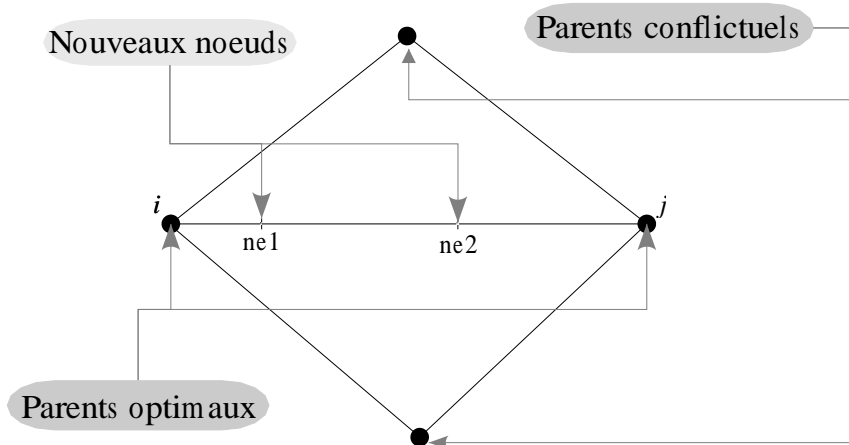 Parents conflictuels
Nouveaux noeuds
i
j
ne1
ne2
Parents optimaux